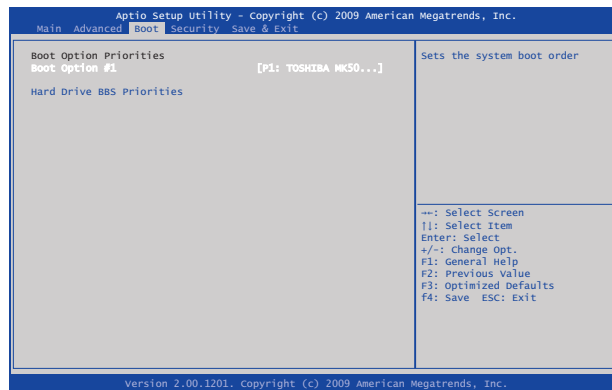 Aptio Setup Utility - Copyright (c) 2009 American Megatrends, Inc.
Main Advanced Boot Security Save & Exit
Boot Option Priorities
Boot Option #1 [P1: TOSHIBA MK50...]
Hard Drive BBS Priorities
Sets the system boot order
→←: Select Screen
↑↓: Select Item
Enter: Select
+/-: Change Opt.
F1: General Help
F2: Previous Value
F3: Optimized Defaults
f4: Save ESC: Exit
Version 2.00.1201. Copyright (c) 2009 American Megatrends, Inc.